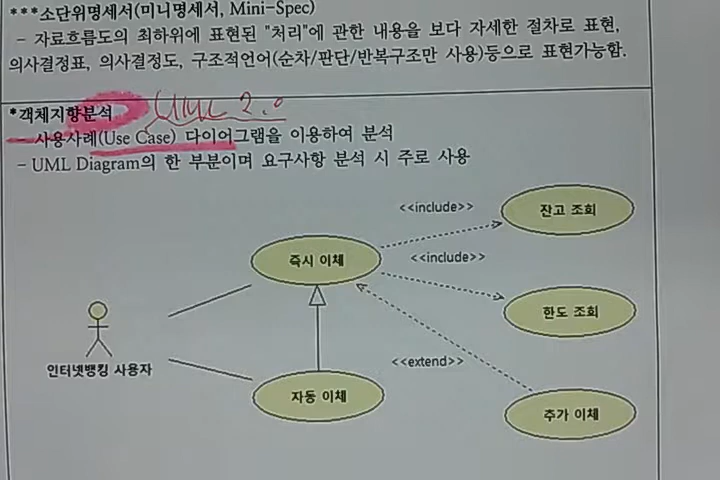 ***소단위명세서(미니명세서, Mini-Spec)
- 자료흐름도의 최하위에 표현된 "처리"에 관한 내용을 보다 자세한 절차로 표현,
의사결정표, 의사결정도, 구조적언어(순차/판단/반복구조만 사용)등으로 표현가능함.
*객체지향분석 UML 2.0
- 사용사례(Use Case) 다이어그램을 이용하여 분석
- UML Diagram의 한 부분이며 요구사항 분석 시 주로 사용
<<include>>
잔고 조회
즉시 이체
<<include>>
한도 조회
인터넷뱅킹 사용자
<<extend>>
자동 이체
추가 이체